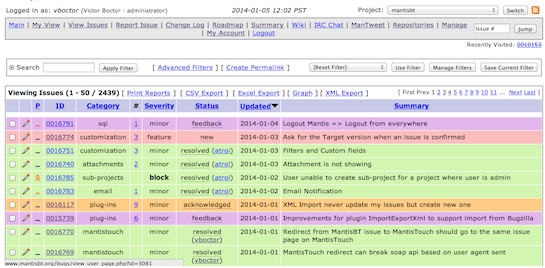 Logged in as: vboctor (Victor Boctor - administrator) 2014-01-05 12:02 PST Project: mantisbt Switch
Main | My View | View Issues | Report Issue | Change Log | Roadmap | Summary | Wiki | IRC Chat | ManTweet | Repositories | Manage
| My Account | Logout
Issue # Jump
Recently Visited: 0010153
Search Apply Filter [ Advanced Filters ] [ Create Permalink ] [Reset Filter] Use Filter Manage Filters Save Current Filter
Viewing Issues (1 - 50 / 2439) [ Print Reports ] [ CSV Export ] [ Excel Export ] [ Graph ] [ XML Export ] [ First Prev 1 2 3 4 5 6 7 8 9 10 11 ... Next Last ]
P ID Category # Severity Status Updated Summary
0016791 sql 1 minor feedback 2014-01-04 Logout Mantis => Logout from everywhere
0016774 customization 3 feature new 2014-01-03 Ask for the Target version when an issue is confirmed
0016751 customization 3 minor resolved (atrol) 2014-01-03 Filters and Custom fields
0016740 attachments 2 minor resolved (atrol) 2014-01-03 Attachment is not showing
0016785 sub-projects block resolved (atrol) 2014-01-02 User unable to create sub-project for a project where user is admin
0016783 email 1 minor resolved (atrol) 2014-01-02 Email Notification
0016117 plug-ins 9 minor acknowledged 2014-01-01 XML Import never update my issues but create new one
0015739 plug-ins 6 minor feedback 2014-01-01 Improvements for plugin ImportExportXml to support import from Bugzilla
0016770 mantistouch minor resolved (vboctor) 2014-01-01 Redirect from MantisBT issue to MantisTouch should go to the same issue page on MantisTouch
0016769 mantistouch minor resolved (vboctor) 2014-01-01 MantisTouch redirect can break soap api based on user agent sent
www.mantisbt.org/bugs/view_user_page.php?id=3081